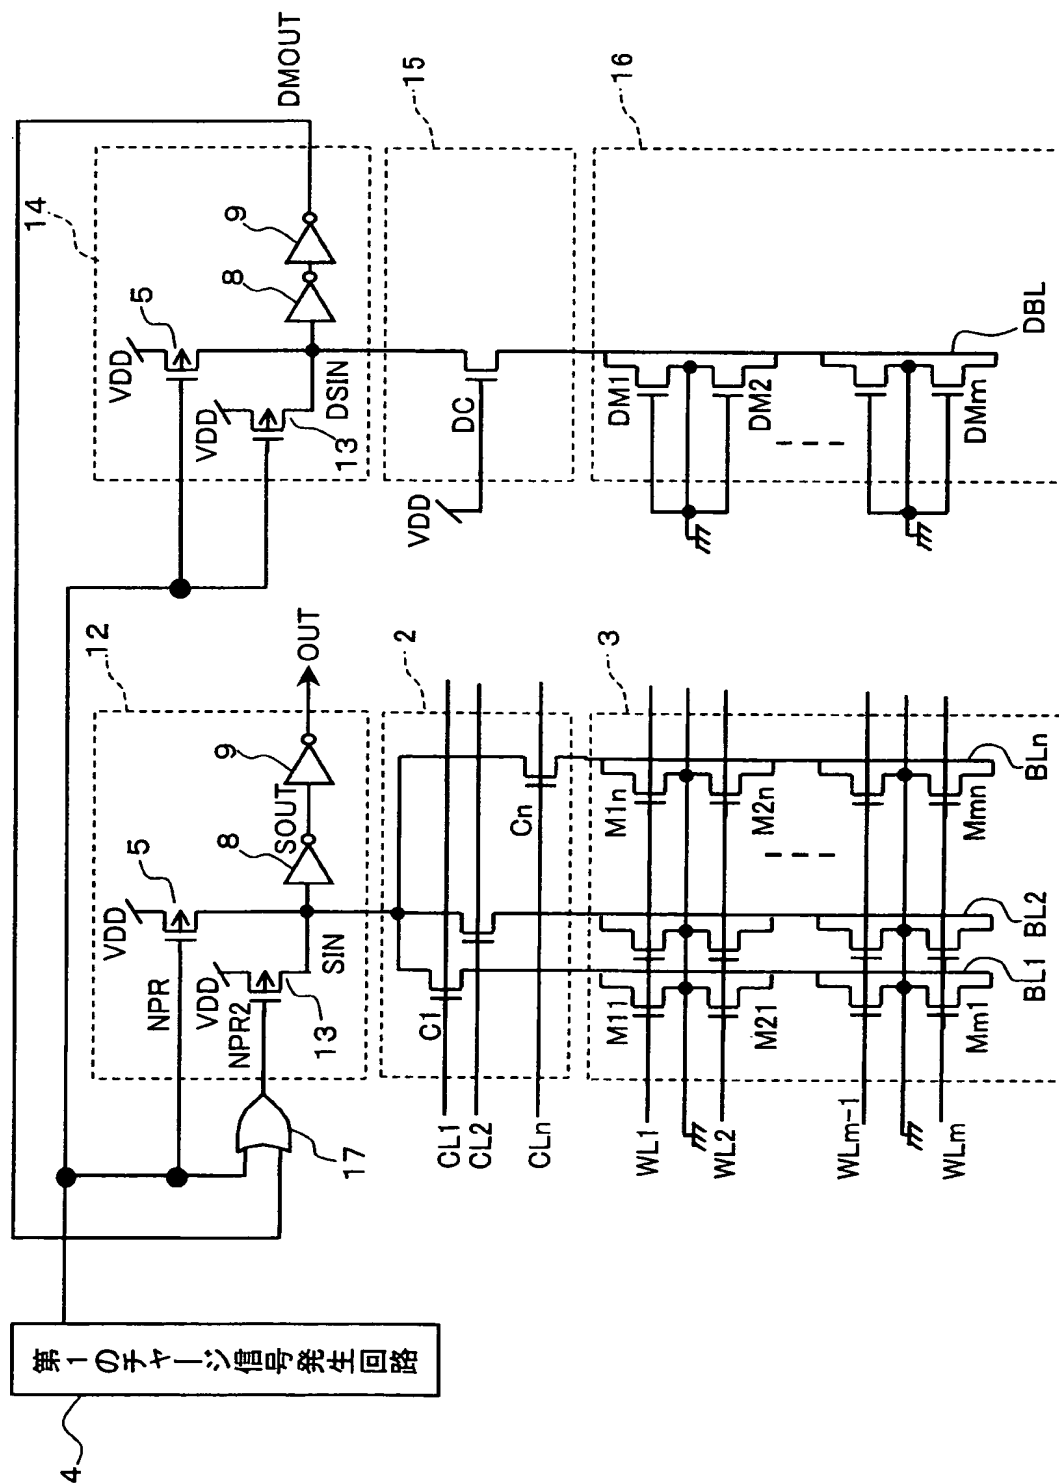 4
第1のチャージ信号発生回路
17
12
VDD
5
NPR
VDD
NPR2
13
SIN
8
SOUT
9
OUT
2
C1
Cn
CL1
CL2
CLn
3
M11
M21
M1n
M2n
WL1
WL2
WLm-1
WLm
Mm1
Mmn
BL1
BL2
BLn
14
VDD
5
VDD
13
DSIN
8
9
DMOUT
15
VDD
DC
16
DM1
DM2
DMm
DBL